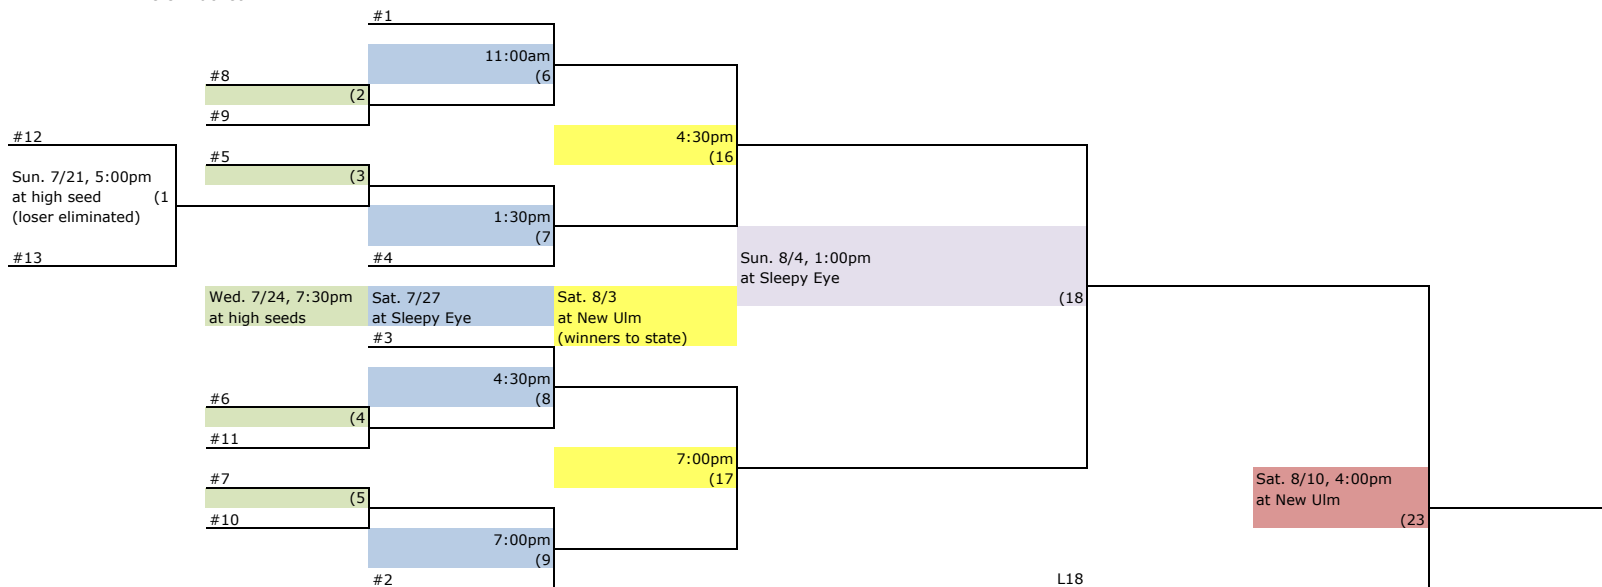 #1
11:00am
(6
#8
(2
#9
#12
4:30pm
(16
#5
(3
Sun. 7/21, 5:00pm
at high seed (1
(loser eliminated)
1:30pm
(7
#13
#4
Sun. 8/4, 1:00pm
at Sleepy Eye
(18
Wed. 7/24, 7:30pm
at high seeds
Sat. 7/27
at Sleepy Eye
Sat. 8/3
at New Ulm
(winners to state)
#3
4:30pm
(8
#6
(4
#11
7:00pm
(17
#7
(5
#10
Sat. 8/10, 4:00pm
at New Ulm
(23
7:00pm
(9
#2
L18